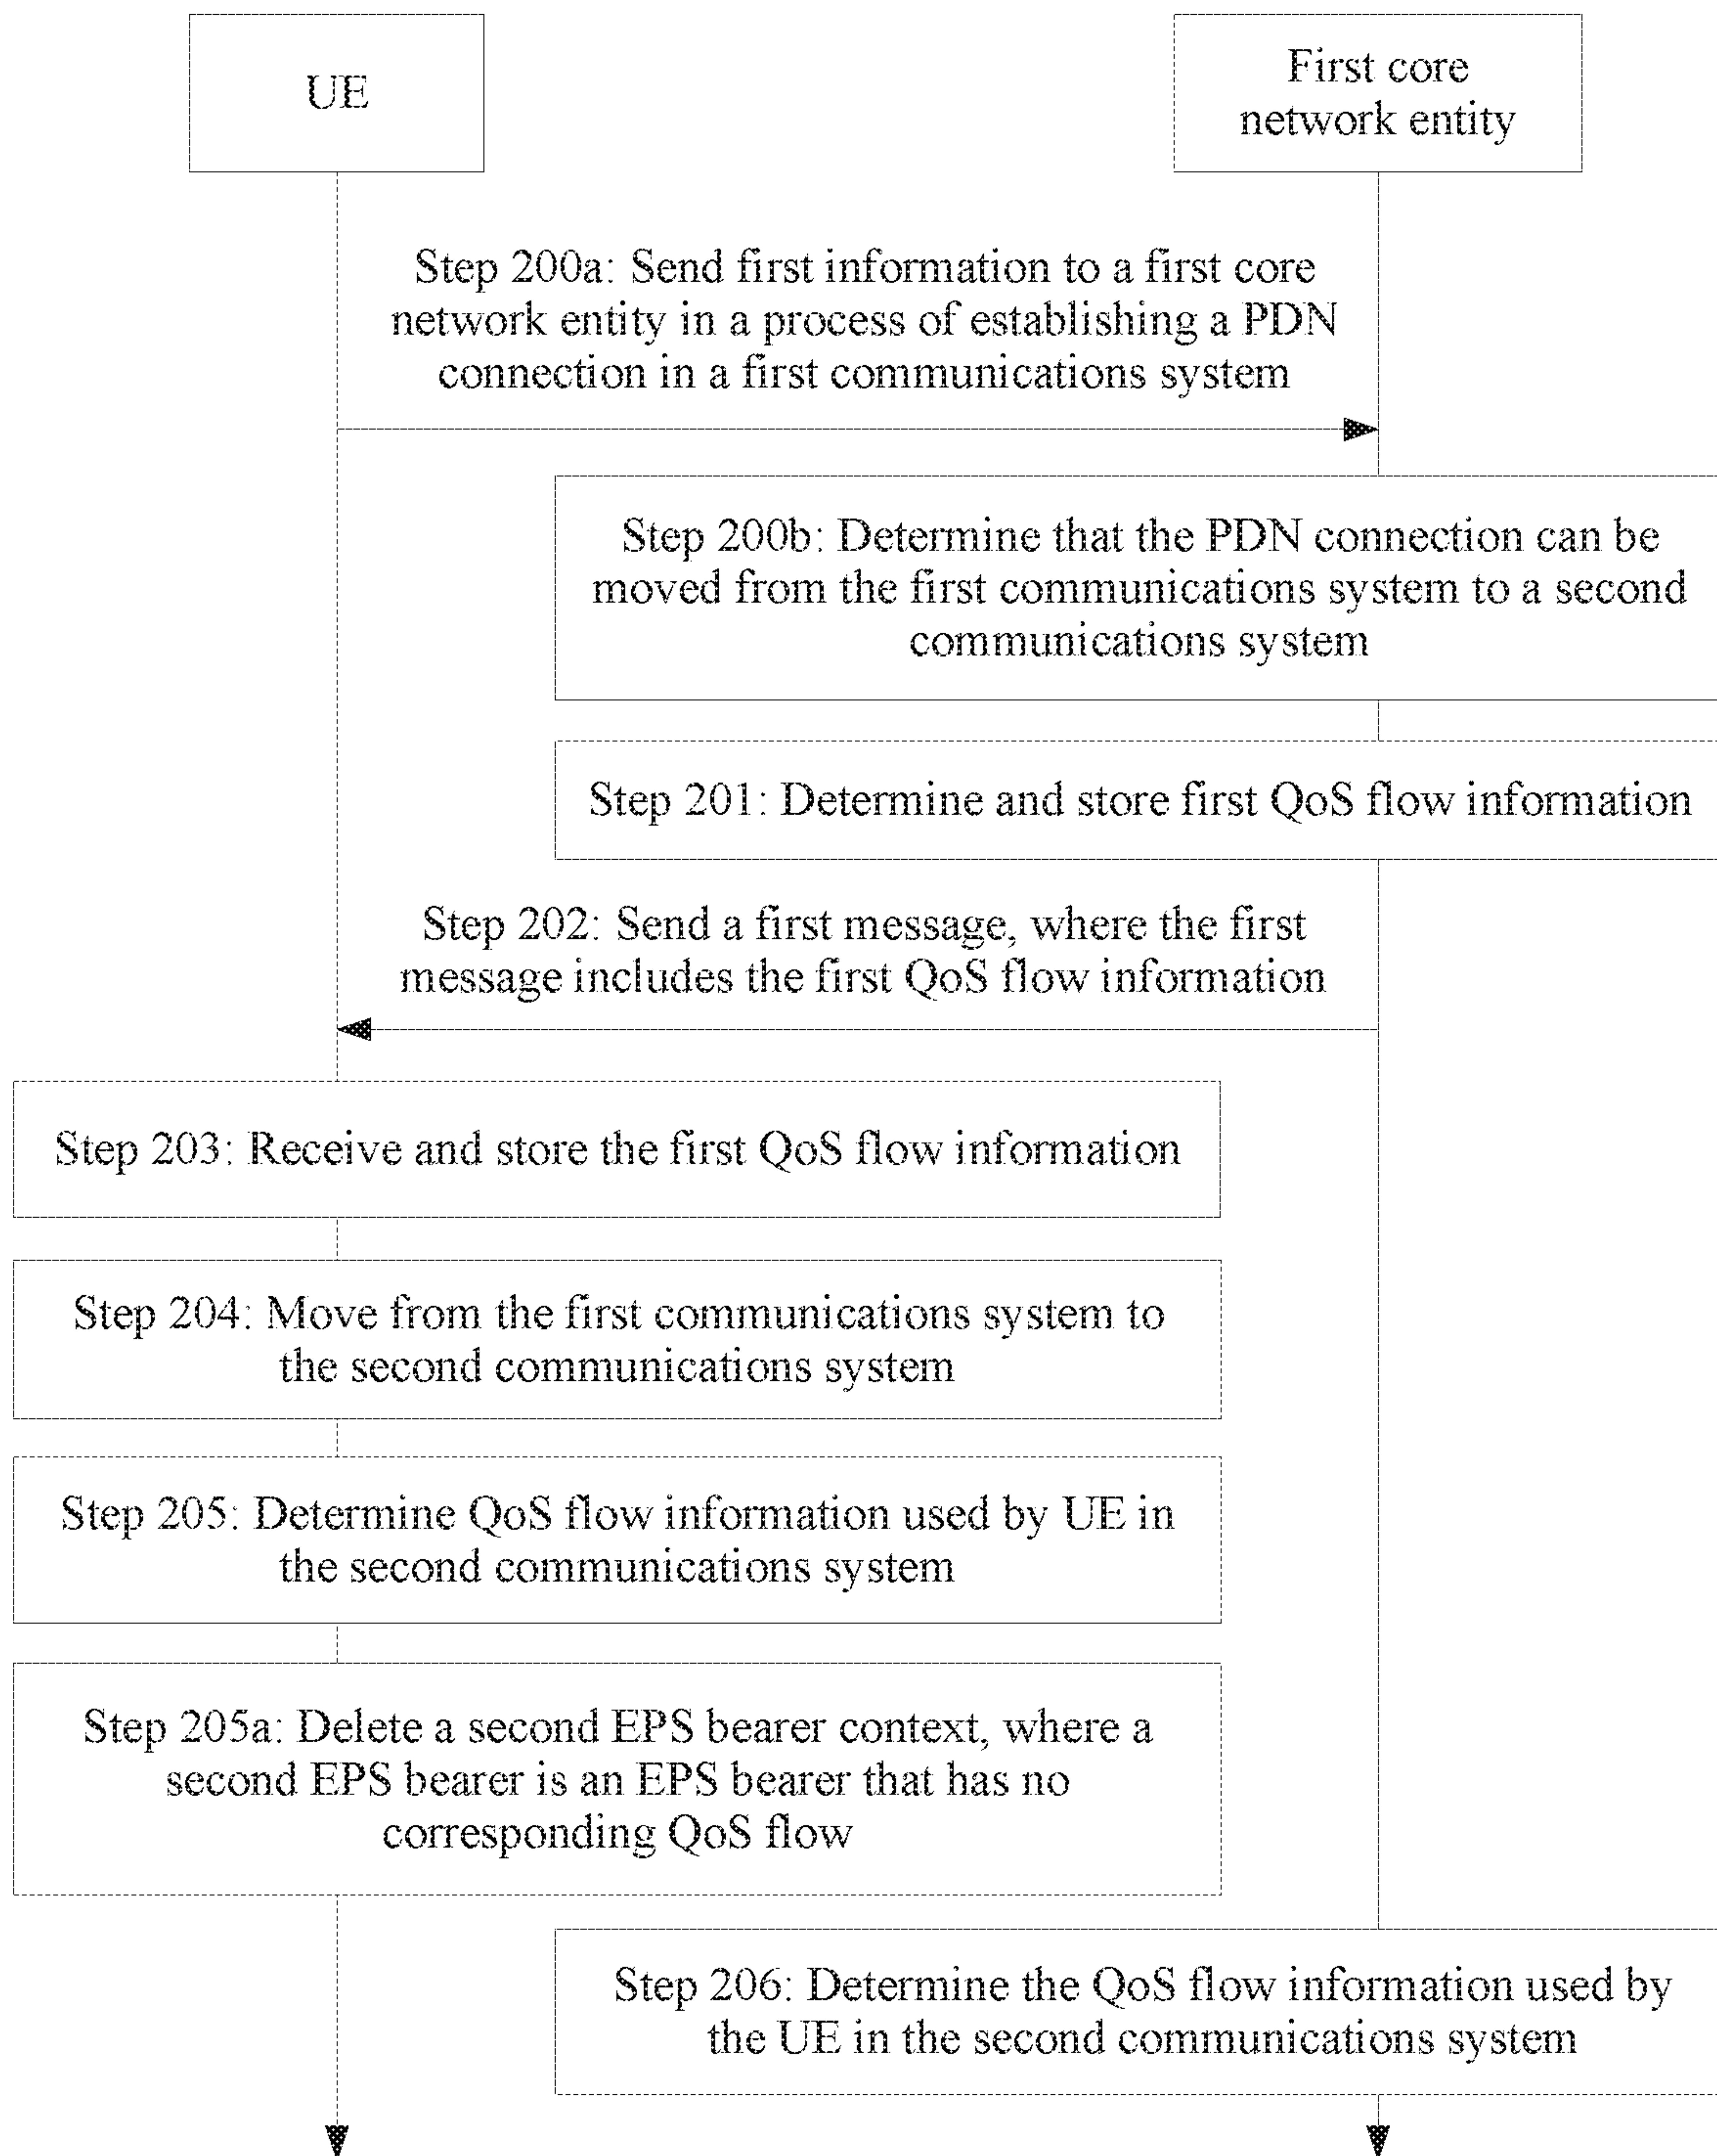 UE
First core
network entity
Step 200a: Send first information to a first core
network entity in a process of establishing a PDN
connection in a first communications system
Step 200b: Determine that the PDN connection can be
moved from the first communications system to a second
communications system
Step 201: Determine and store first QoS flow information
Step 202: Send a first message, where the first
message includes the first QoS flow information
Step 203: Receive and store the first QoS flow information
Step 204: Move from the first communications system to
the second communications system
Step 205: Determine QoS flow information used by UE in
the second communications system
Step 205a: Delete a second EPS bearer context, where a
second EPS bearer is an EPS bearer that has no
corresponding QoS flow
Step 206: Determine the QoS flow information used by
the UE in the second communications system